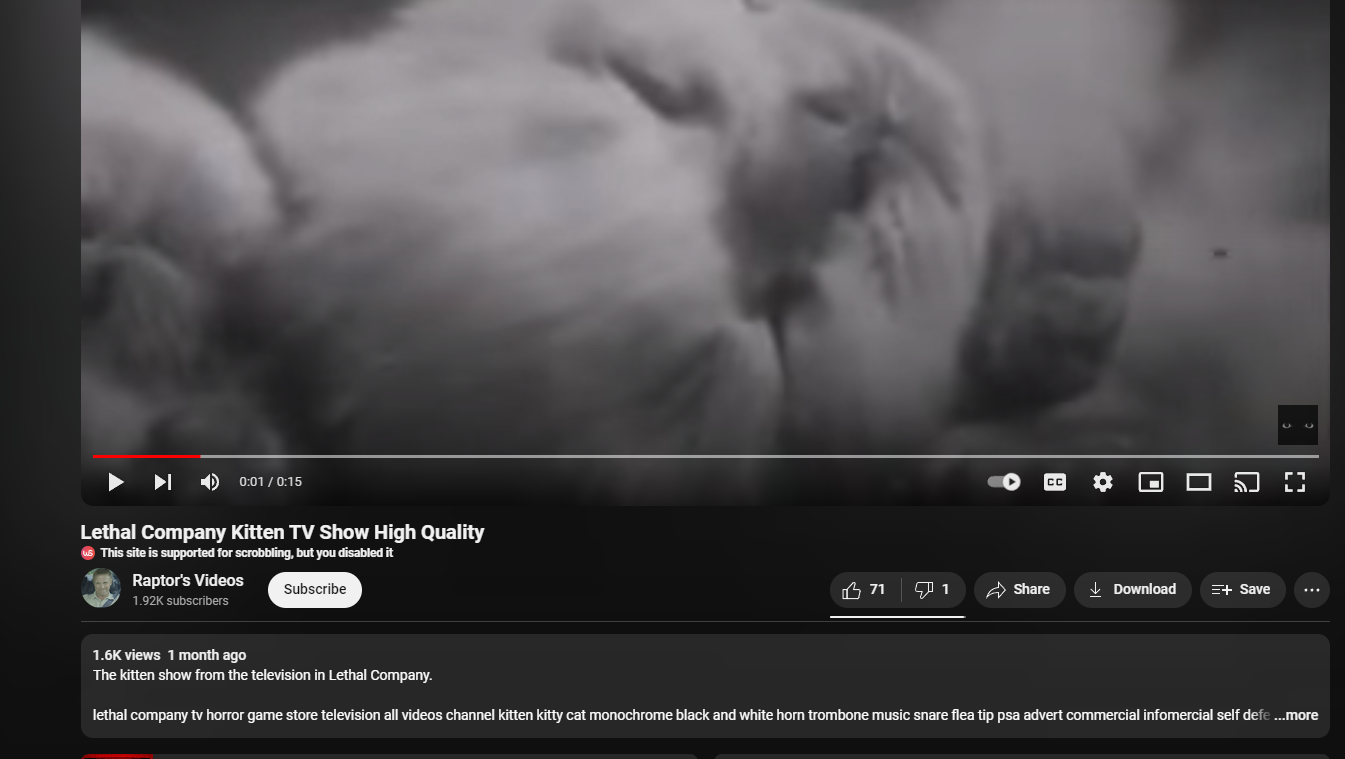 0:01 / 0:15
CC
Lethal Company Kitten TV Show High Quality
This site is supported for scrobbling, but you disabled it
Raptor's Videos
1.92K subscribers
Subscribe
71
1
Share
Download
Save
1.6K views 1 month ago
The kitten show from the television in Lethal Company.
lethal company tv horror game store television all videos channel kitten kitty cat monochrome black and white horn trombone music snare flea tip psa advert commercial infomercial self defe ...more